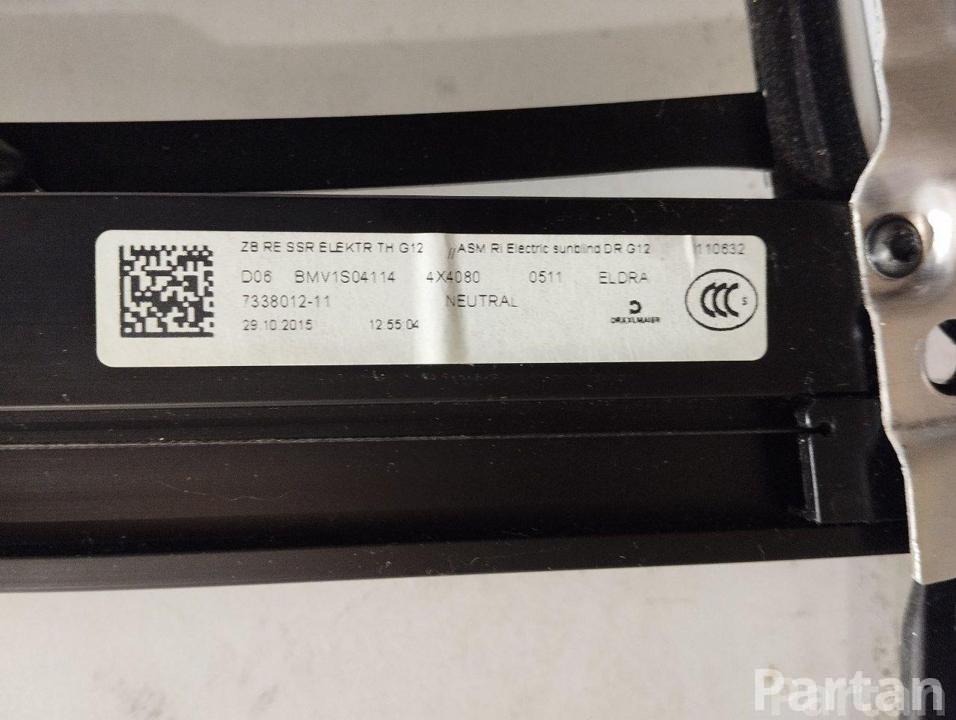 ZB RE SSR ELEKTR TH G12 //ASM Ri Electric sunblind DR G12 110632
D06 BMV1S04114 4X4080 0511 ELDRA
7338012-11 NEUTRAL
29.10.2015 12:55:04 DRÄXLMAIER
CCC S
Partan